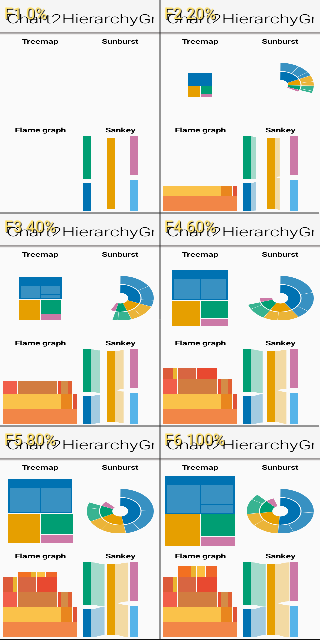 F1.0% Chart2HierarchyGr F2.20% Chart2HierarchyGr
Treemap Sunburst Treemap Sunburst
Flame graph Sankey Flame graph Sankey
F3.40% Chart2HierarchyGr F4.60% Chart2HierarchyGr
Treemap Sunburst Treemap Sunburst
Flame graph Sankey Flame graph Sankey
F5.80% Chart2HierarchyGr F6.100% Chart2HierarchyGr
Treemap Sunburst Treemap Sunburst
Flame graph Sankey Flame graph Sankey